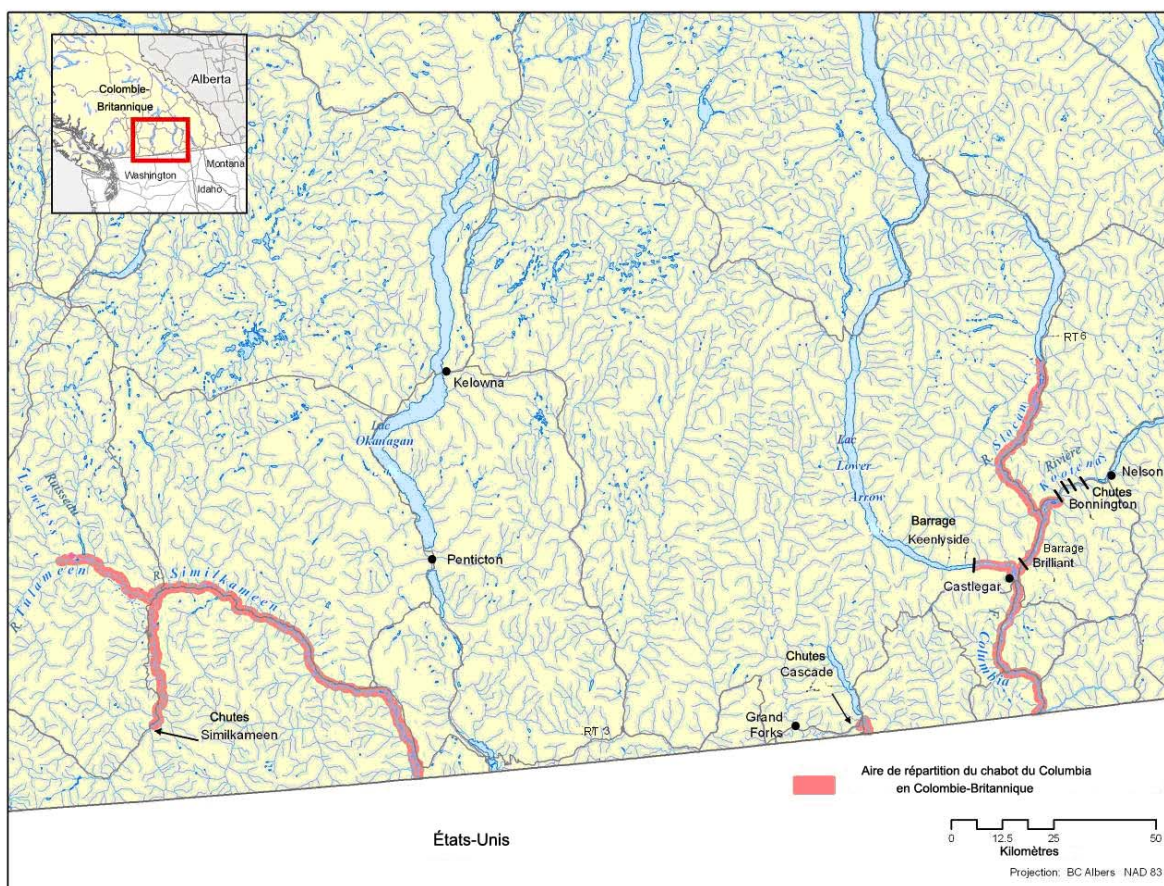 Alberta
Colombie-
Britannique
Montana
Washington
Idaho
RT 6
Kelowna
Lac
Okanagan
R. Slocan
Lac
Lower
Arrow
Rivière
Kootenay
Nelson
Chutes
Bonnington
Barrage
Keenlyside
Barrage
Brilliant
Castlegar
Penticton
Ruisseau
Lawless
R. Tulameen
R. Similkameen
Chutes
Similkameen
Chutes
Cascade
Grand
Forks
RT 3
R.
Columbia
Aire de répartition du chabot du Columbia
en Colombie-Britannique
États-Unis
0 12.5 25 50
Kilomètres
Projection: BC Albers NAD 83